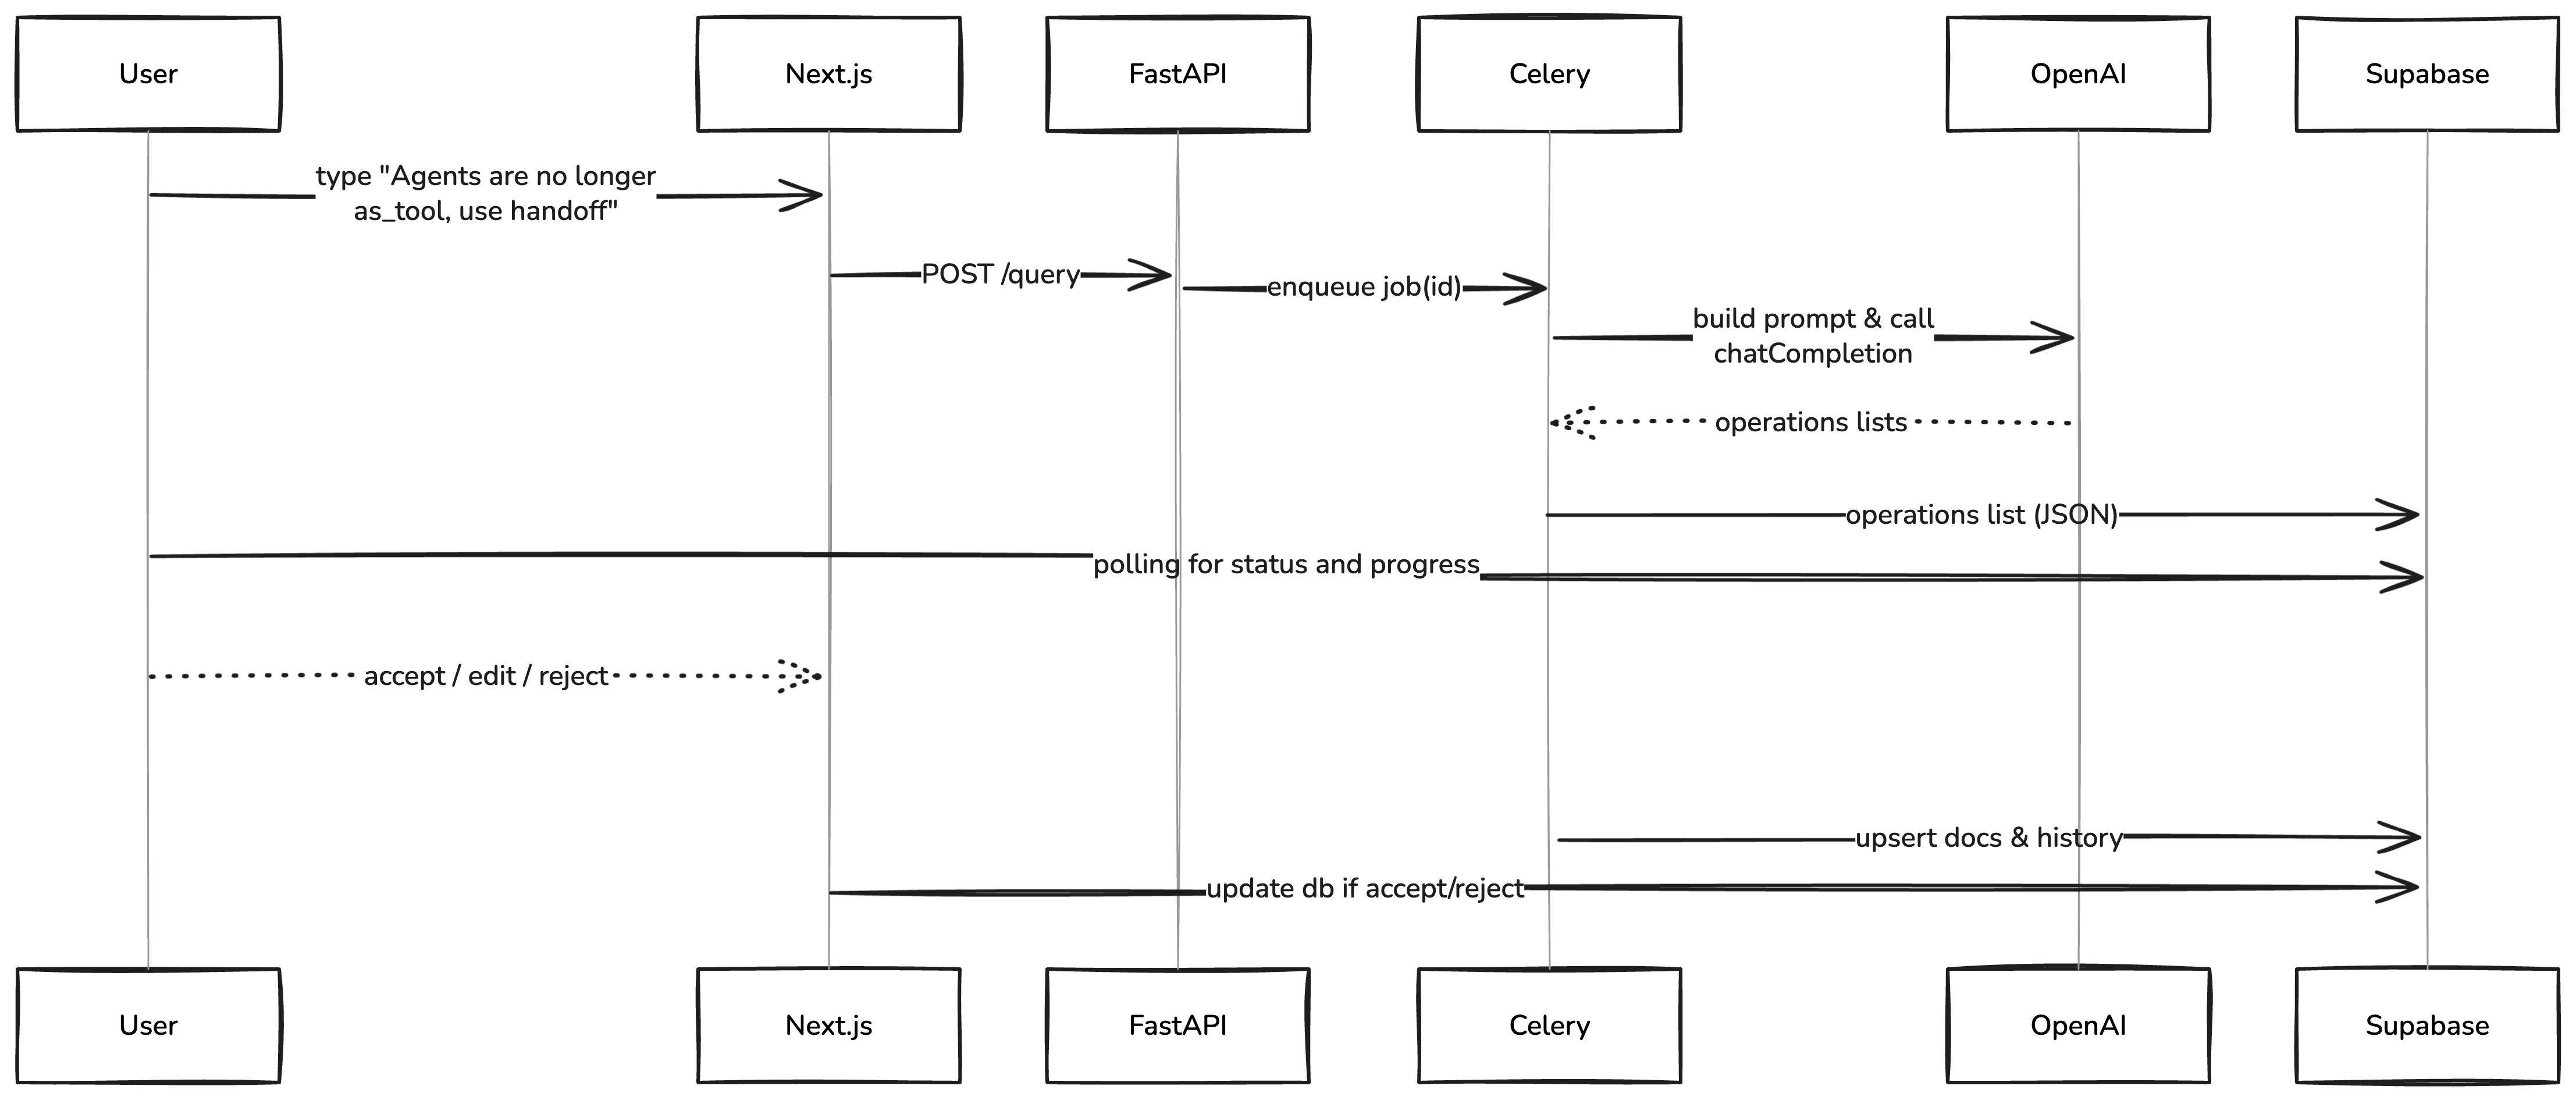 User
Next.js
FastAPI
Celery
OpenAI
Supabase
type "Agents are no longer
as_tool, use handoff"
POST /query
enqueue job(id)
build prompt & call
chatCompletion
operations lists
operations list (JSON)
polling for status and progress
accept / edit / reject
upsert docs & history
update db if accept/reject
User
Next.js
FastAPI
Celery
OpenAI
Supabase